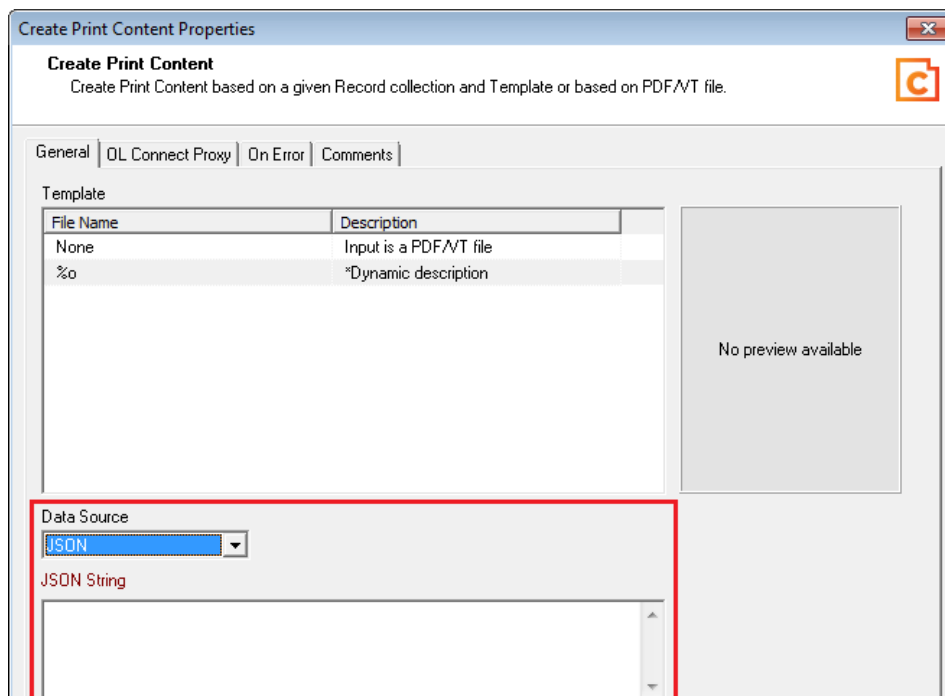 Create Print Content Properties
Create Print Content
Create Print Content based on a given Record collection and Template or based on PDF/VT file.
General OL Connect Proxy On Error Comments
Template
File Name Description
None Input is a PDF/VT file
%o *Dynamic description
No preview available
Data Source
JSON
JSON String